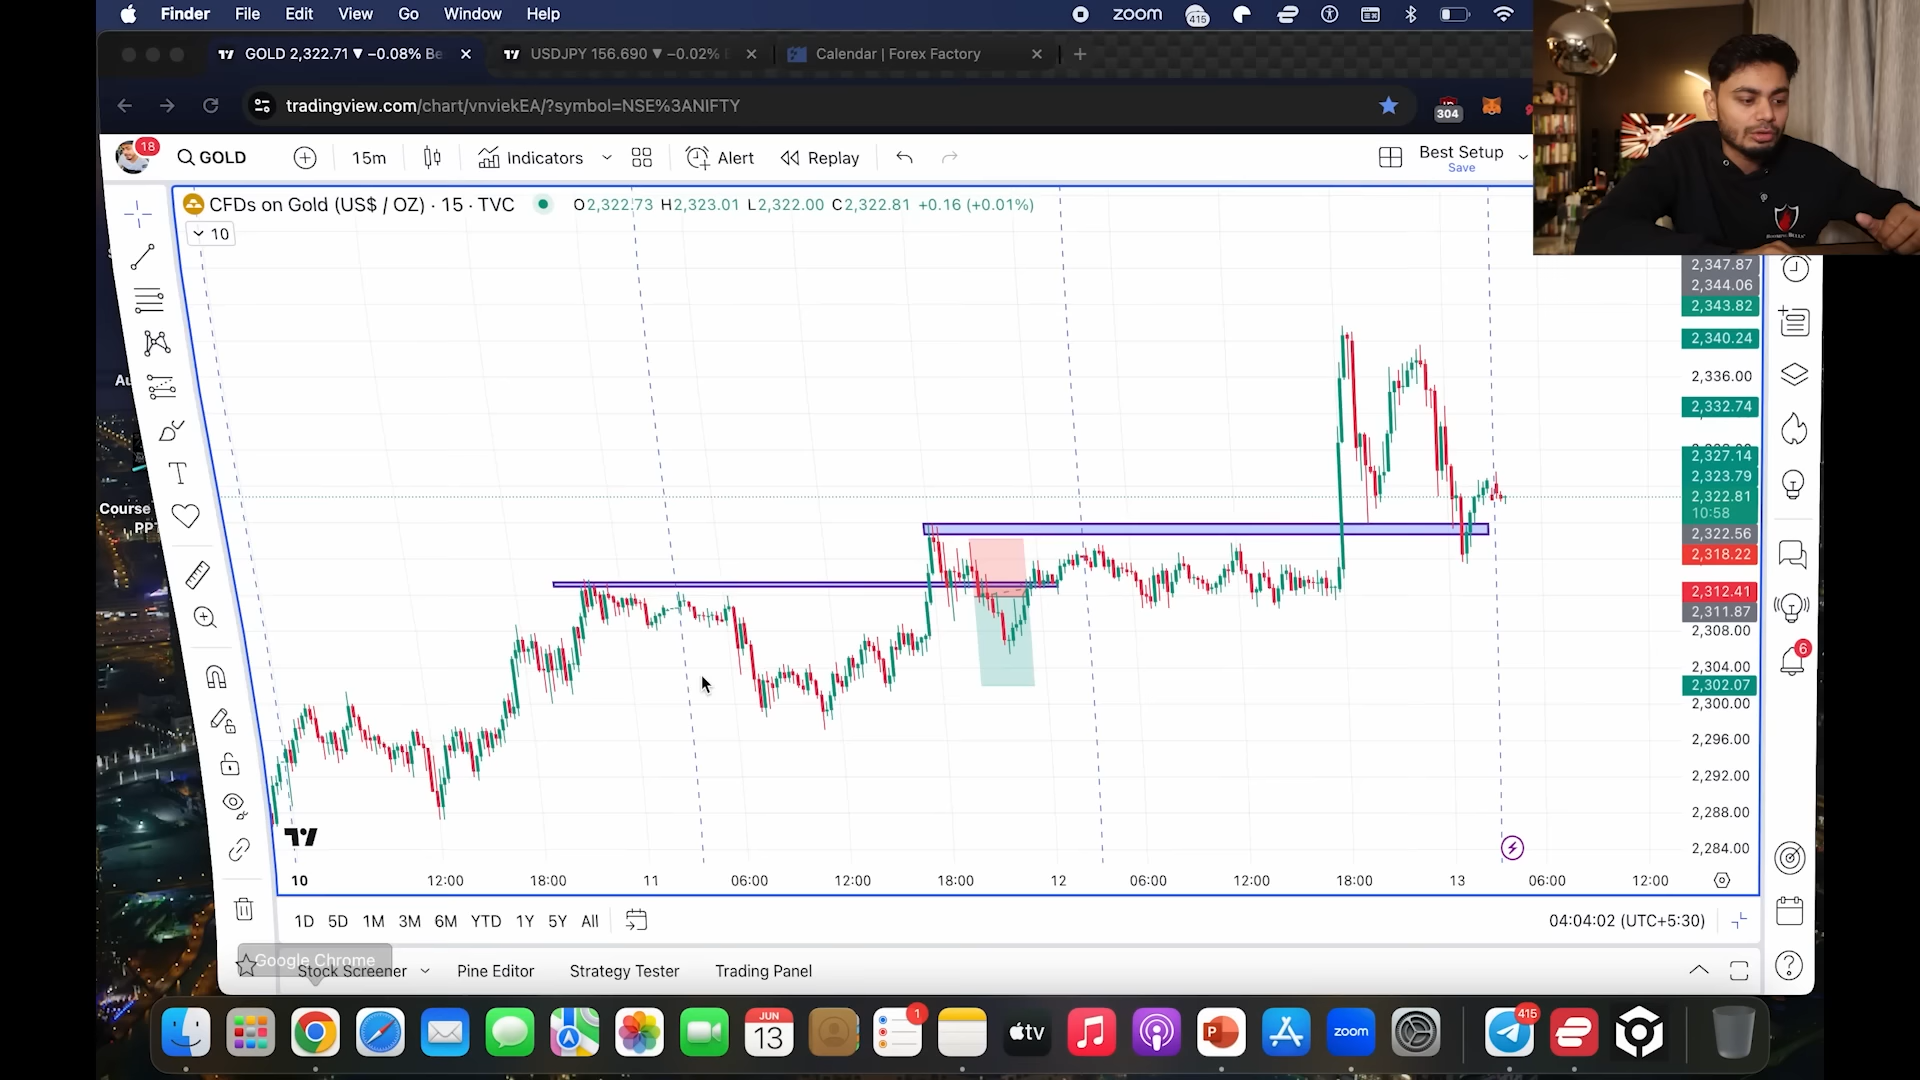 Finder File Edit View Go Window Help zoom 415
GOLD 2,322.71 ▼ −0.08% Be
USDJPY 156.690 ▼ −0.02%
Calendar | Forex Factory
tradingview.com/chart/vnviekEA/?symbol=NSE%3ANIFTY
304
18
GOLD
15m
Indicators
Alert
Replay
Best Setup
Save
CFDs on Gold (US$ / OZ) · 15 · TVC
O2,322.73 H2,323.01 L2,322.00 C2,322.81 +0.16 (+0.01%)
10
2,347.87
2,344.06
2,343.82
2,340.24
2,336.00
2,332.74
2,327.14
2,323.79
2,322.81
10:58
2,322.56
2,318.22
2,312.41
2,311.87
2,308.00
2,304.00
2,302.07
2,300.00
2,296.00
2,292.00
2,288.00
2,284.00
6
Au
Course
PPT
10 12:00 18:00 11 06:00 12:00 18:00 12 06:00 12:00 18:00 13 06:00 12:00
1D 5D 1M 3M 6M YTD 1Y 5Y All
04:04:02 (UTC+5:30)
Google Chrome
Stock Screener
Pine Editor
Strategy Tester
Trading Panel
JUN
13
1
tv
P
zoom
415